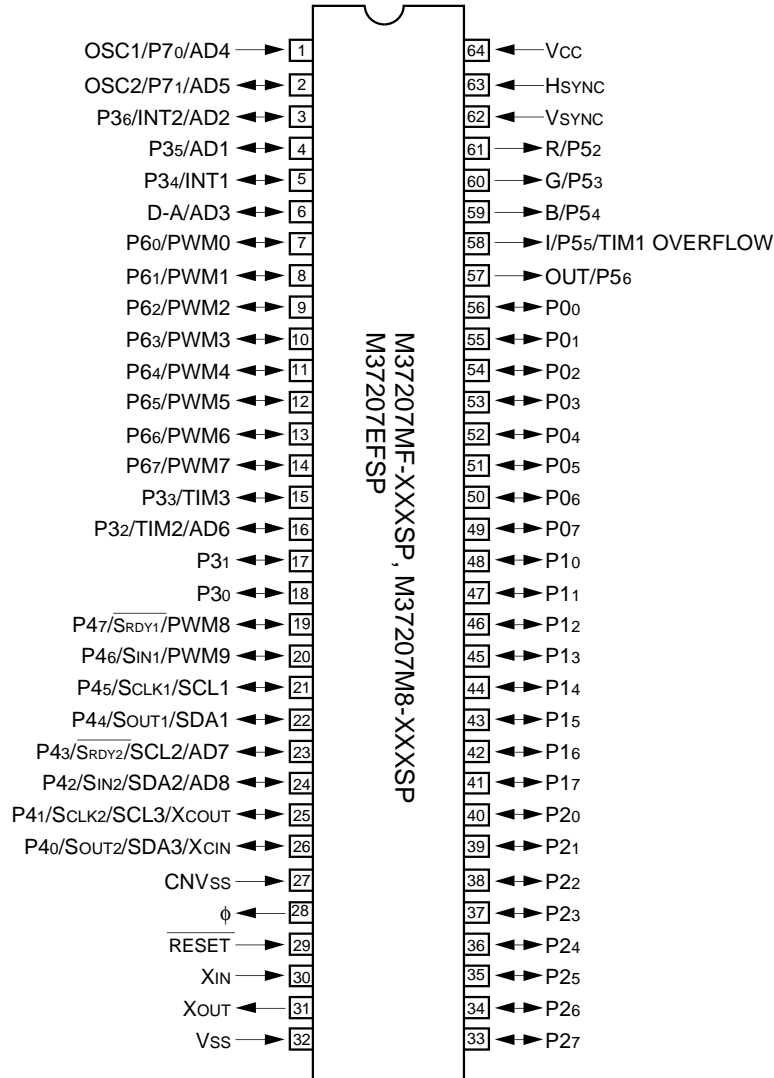 OSC1/P70/AD4 1
OSC2/P71/AD5 2
P36/INT2/AD2 3
P35/AD1 4
P34/INT1 5
D-A/AD3 6
P60/PWM0 7
P61/PWM1 8
P62/PWM2 9
P63/PWM3 10
P64/PWM4 11
P65/PWM5 12
P66/PWM6 13
P67/PWM7 14
P33/TIM3 15
P32/TIM2/AD6 16
P31 17
P30 18
P47/SRDY1/PWM8 19
P46/SIN1/PWM9 20
P45/SCLK1/SCL1 21
P44/SOUT1/SDA1 22
P43/SRDY2/SCL2/AD7 23
P42/SIN2/SDA2/AD8 24
P41/SCLK2/SCL3/XCOUT 25
P40/SOUT2/SDA3/XCIN 26
CNVSS 27
ϕ 28
RESET 29
XIN 30
XOUT 31
VSS 32
M37207MF-XXXSP, M37207M8-XXXSP
M37207EFSP
64 VCC
63 HSYNC
62 VSYNC
61 R/P52
60 G/P53
59 B/P54
58 I/P55/TIM1 OVERFLOW
57 OUT/P56
56 P00
55 P01
54 P02
53 P03
52 P04
51 P05
50 P06
49 P07
48 P10
47 P11
46 P12
45 P13
44 P14
43 P15
42 P16
41 P17
40 P20
39 P21
38 P22
37 P23
36 P24
35 P25
34 P26
33 P27